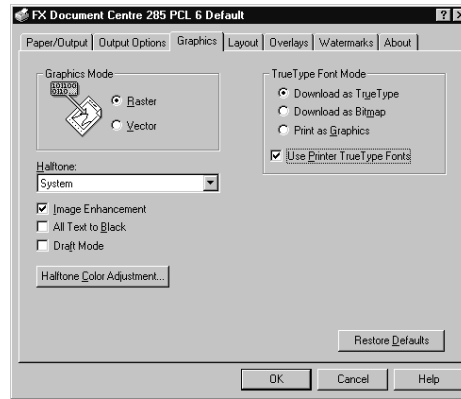 FX Document Centre 285 PCL 6 Default
Paper/Output Output Options Graphics Layout Overlays Watermarks About
Graphics Mode
101100
0110
Raster
Vector
Halftone:
System
Image Enhancement
All Text to Black
Draft Mode
Halftone Color Adjustment...
TrueType Font Mode
Download as TrueType
Download as Bitmap
Print as Graphics
Use Printer TrueType Fonts
Restore Defaults
OK Cancel Help